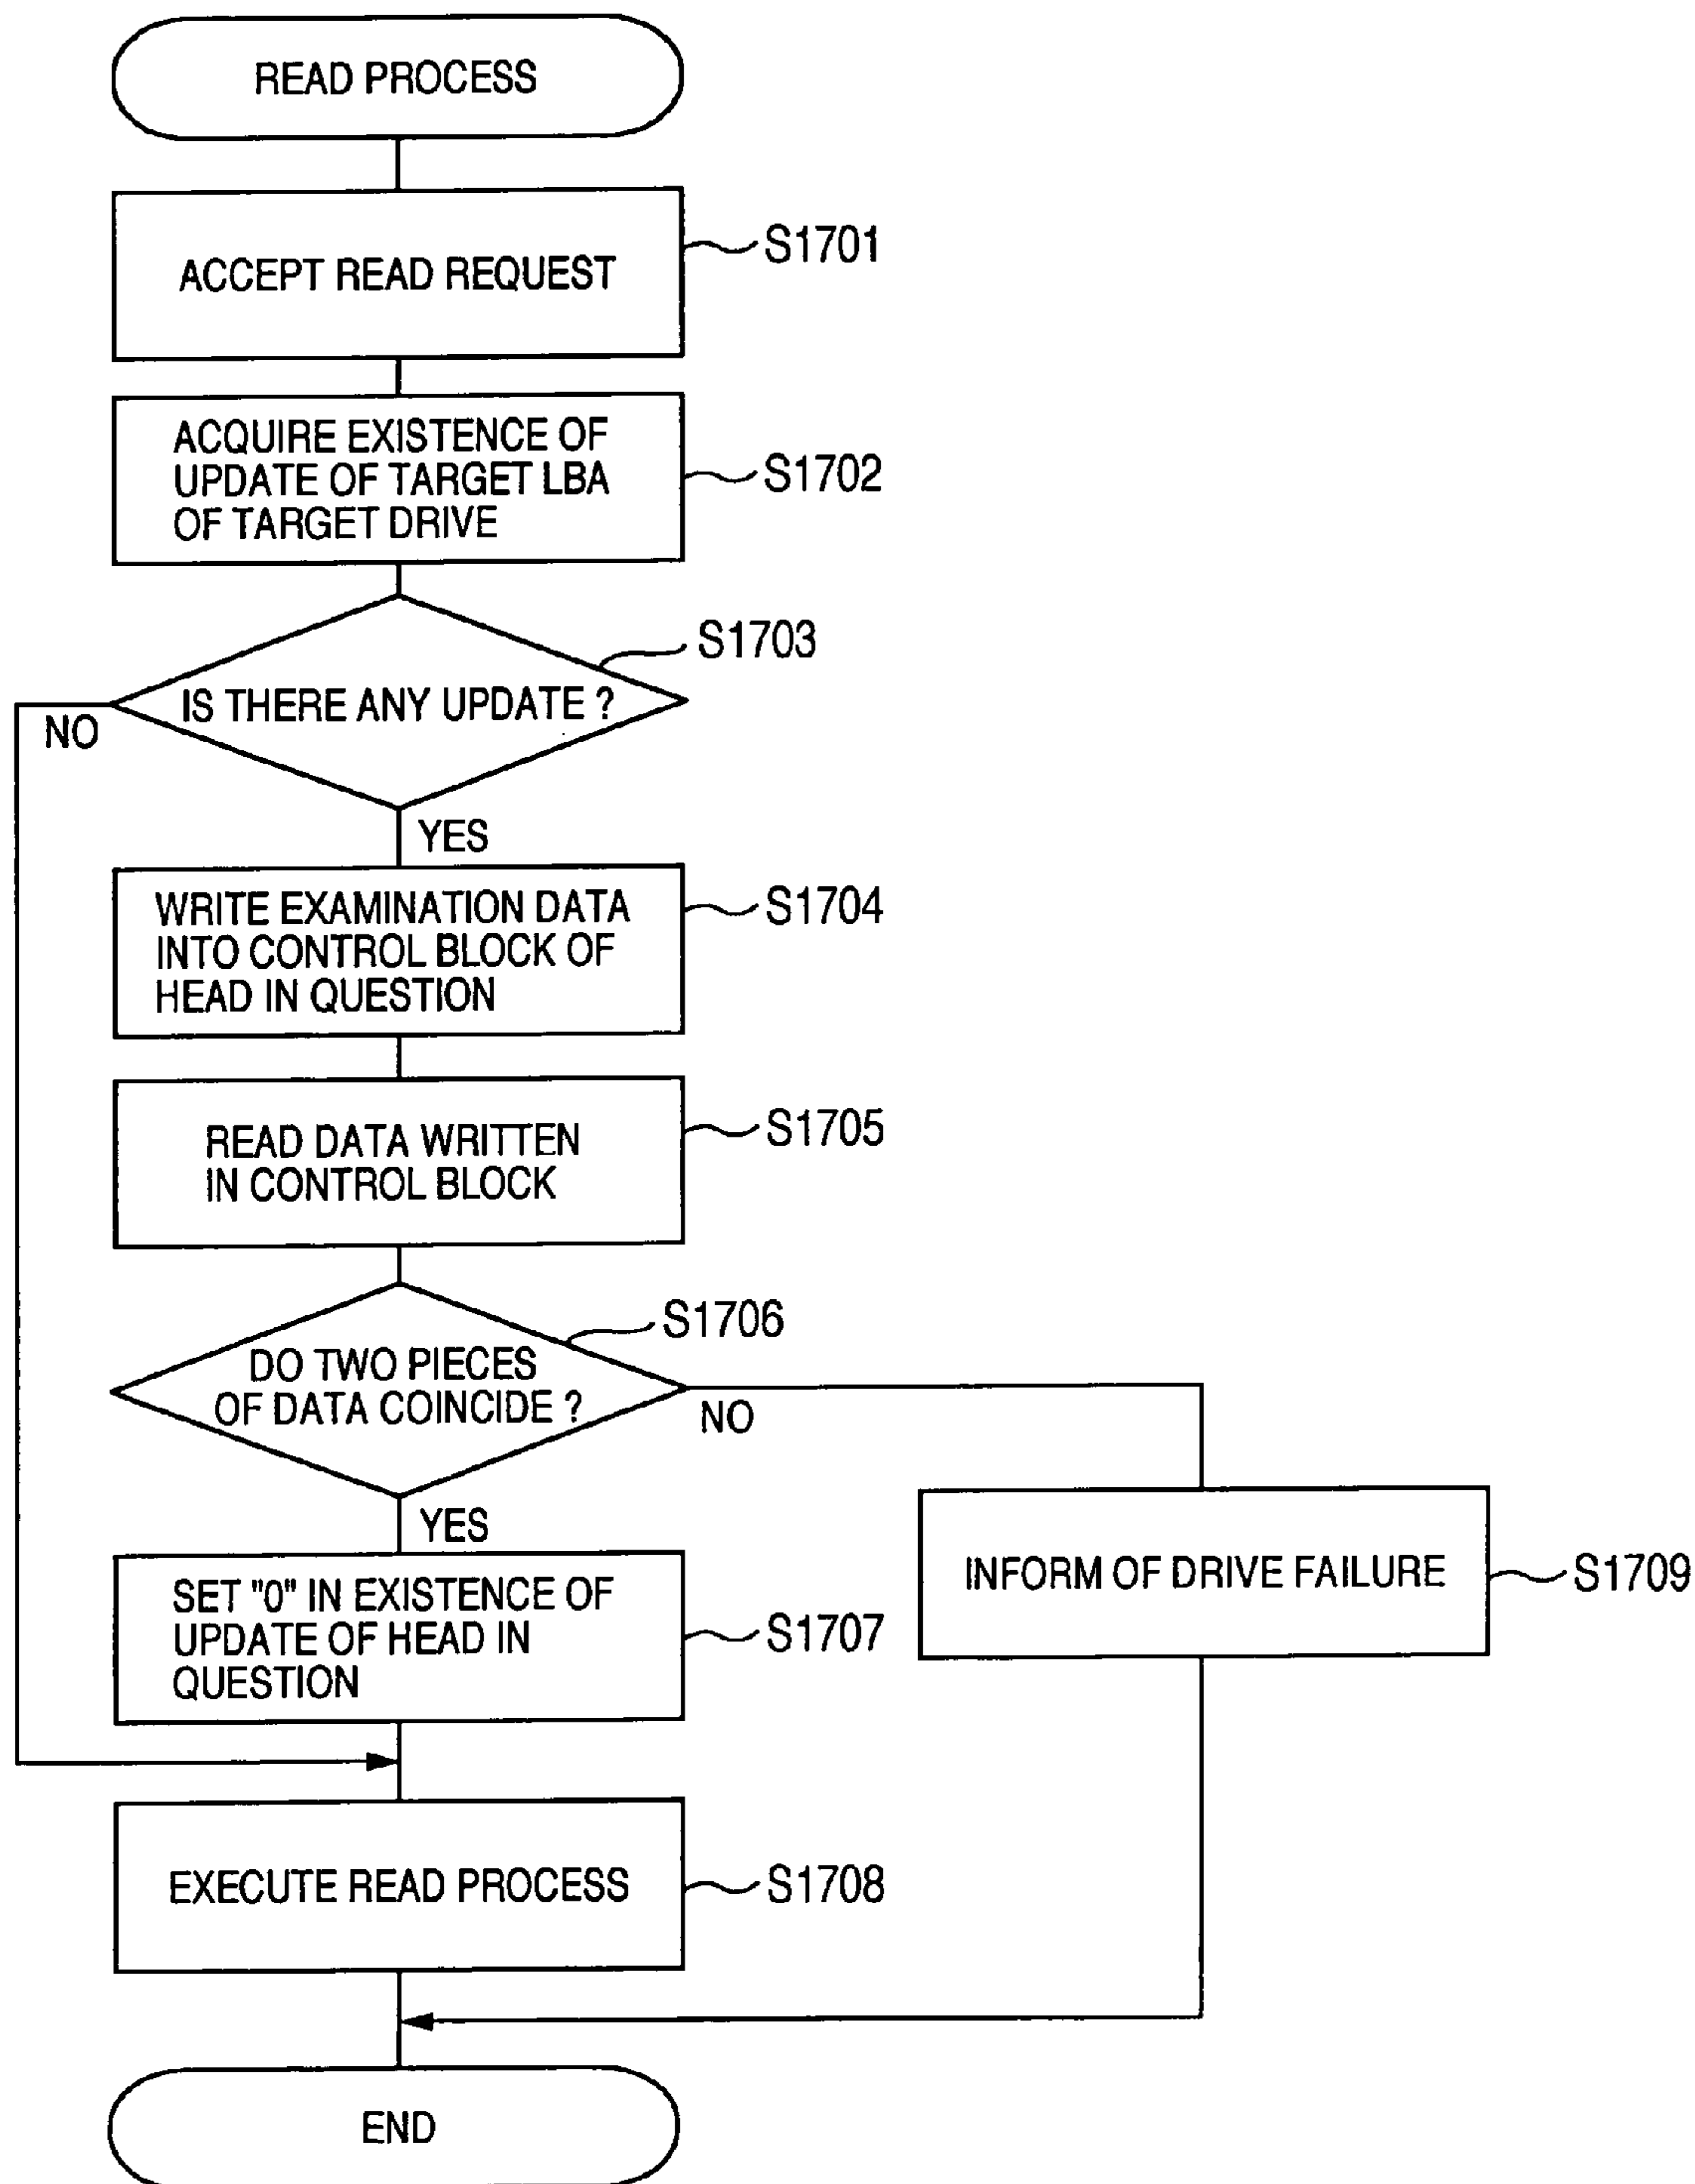 READ PROCESS
ACCEPT READ REQUEST
S1701
ACQUIRE EXISTENCE OF
UPDATE OF TARGET LBA
OF TARGET DRIVE
S1702
S1703
IS THERE ANY UPDATE ?
NO
YES
WRITE EXAMINATION DATA
INTO CONTROL BLOCK OF
HEAD IN QUESTION
S1704
READ DATA WRITTEN
IN CONTROL BLOCK
S1705
S1706
DO TWO PIECES
OF DATA COINCIDE ?
NO
YES
SET "0" IN EXISTENCE OF
UPDATE OF HEAD IN
QUESTION
S1707
INFORM OF DRIVE FAILURE
S1709
EXECUTE READ PROCESS
S1708
END